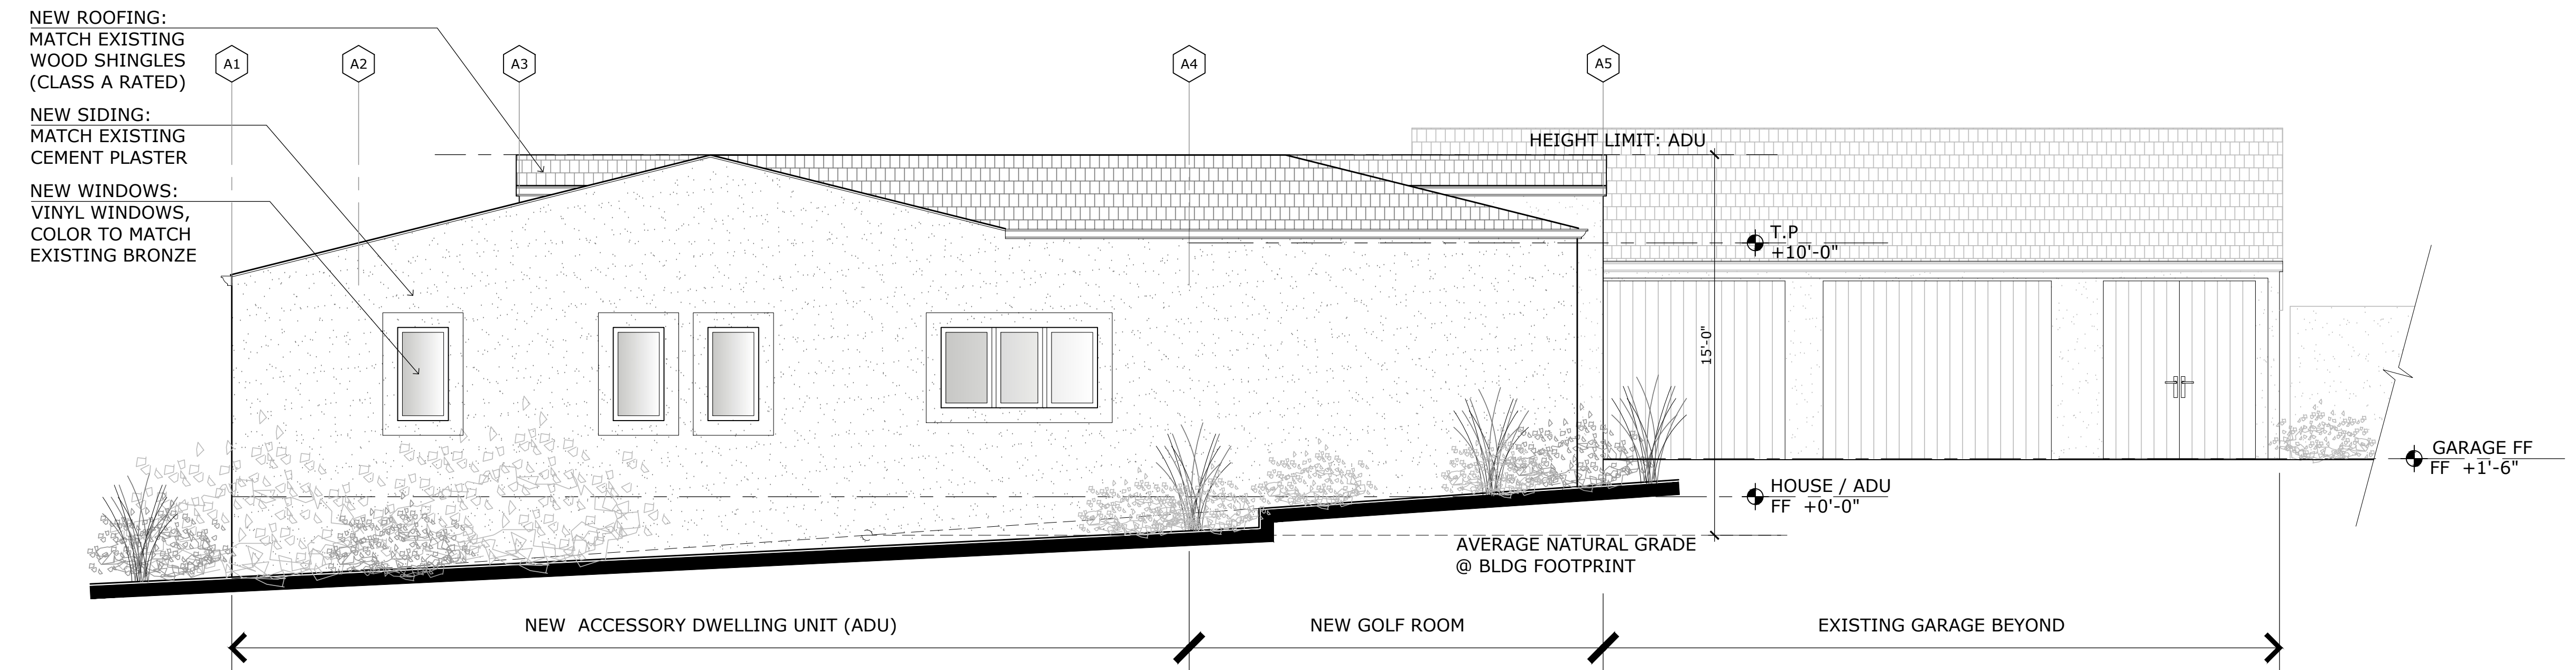 NEW ROOFING:
MATCH EXISTING
WOOD SHINGLES
(CLASS A RATED)
NEW SIDING:
MATCH EXISTING
CEMENT PLASTER
NEW WINDOWS:
VINYL WINDOWS,
COLOR TO MATCH
EXISTING BRONZE
A1
A2
A3
A4
A5
HEIGHT LIMIT: ADU
T.P
+10'-0"
15'-0"
GARAGE FF
FF +1'-6"
HOUSE / ADU
FF +0'-0"
AVERAGE NATURAL GRADE
@ BLDG FOOTPRINT
NEW ACCESSORY DWELLING UNIT (ADU)
NEW GOLF ROOM
EXISTING GARAGE BEYOND